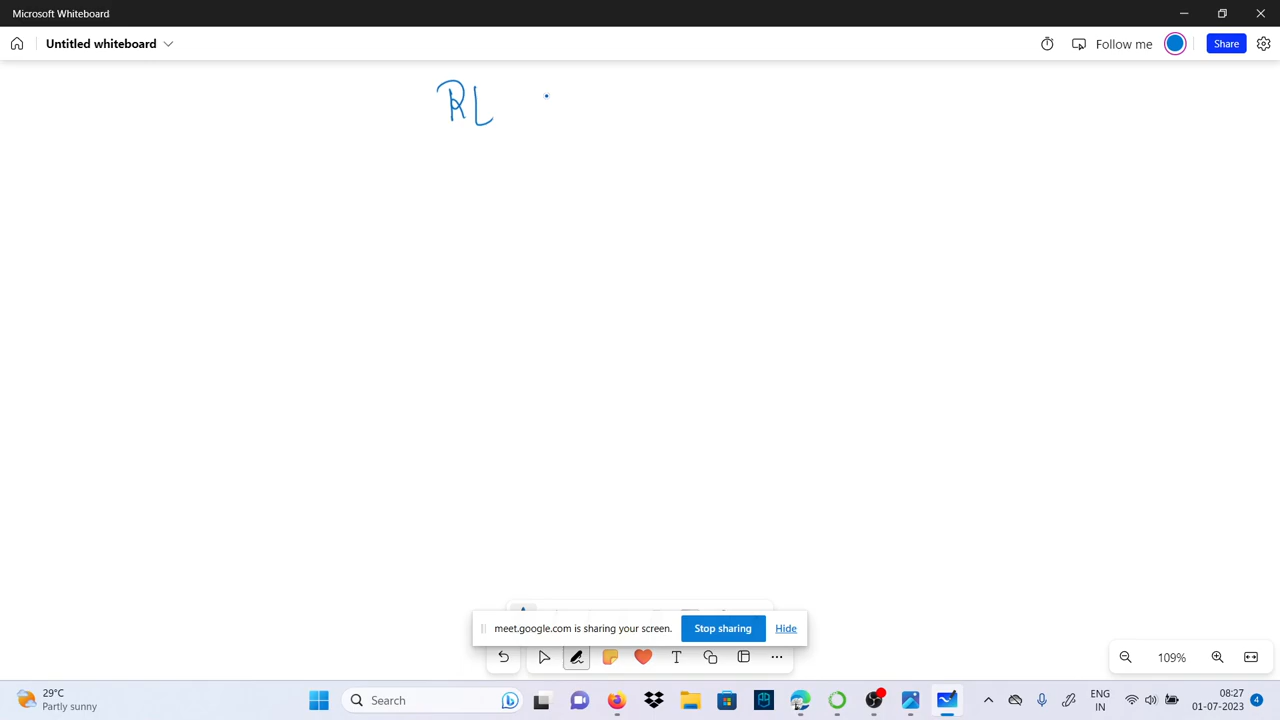 Microsoft Whiteboard
Untitled whiteboard
Follow me
Share
RL
meet.google.com is sharing your screen.
Stop sharing
Hide
109%
29°C
Partly sunny
Search
ENG
IN
08:27
01-07-2023
4